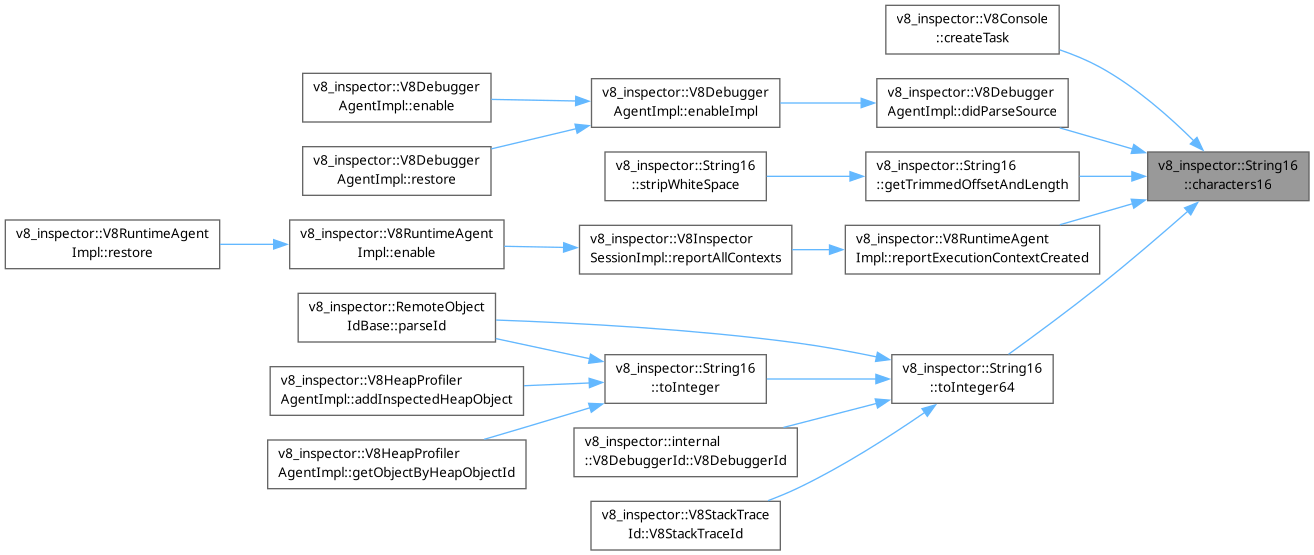 v8_inspector::V8Console
::createTask
v8_inspector::V8Debugger
AgentImpl::enable
v8_inspector::V8Debugger
AgentImpl::enableImpl
v8_inspector::V8Debugger
AgentImpl::didParseSource
v8_inspector::V8Debugger
AgentImpl::restore
v8_inspector::String16
::stripWhiteSpace
v8_inspector::String16
::getTrimmedOffsetAndLength
v8_inspector::String16
::characters16
v8_inspector::V8RuntimeAgent
Impl::restore
v8_inspector::V8RuntimeAgent
Impl::enable
v8_inspector::V8Inspector
SessionImpl::reportAllContexts
v8_inspector::V8RuntimeAgent
Impl::reportExecutionContextCreated
v8_inspector::RemoteObject
IdBase::parseId
v8_inspector::V8HeapProfiler
AgentImpl::addInspectedHeapObject
v8_inspector::String16
::toInteger
v8_inspector::String16
::toInteger64
v8_inspector::V8HeapProfiler
AgentImpl::getObjectByHeapObjectId
v8_inspector::internal
::V8DebuggerId::V8DebuggerId
v8_inspector::V8StackTrace
Id::V8StackTraceId